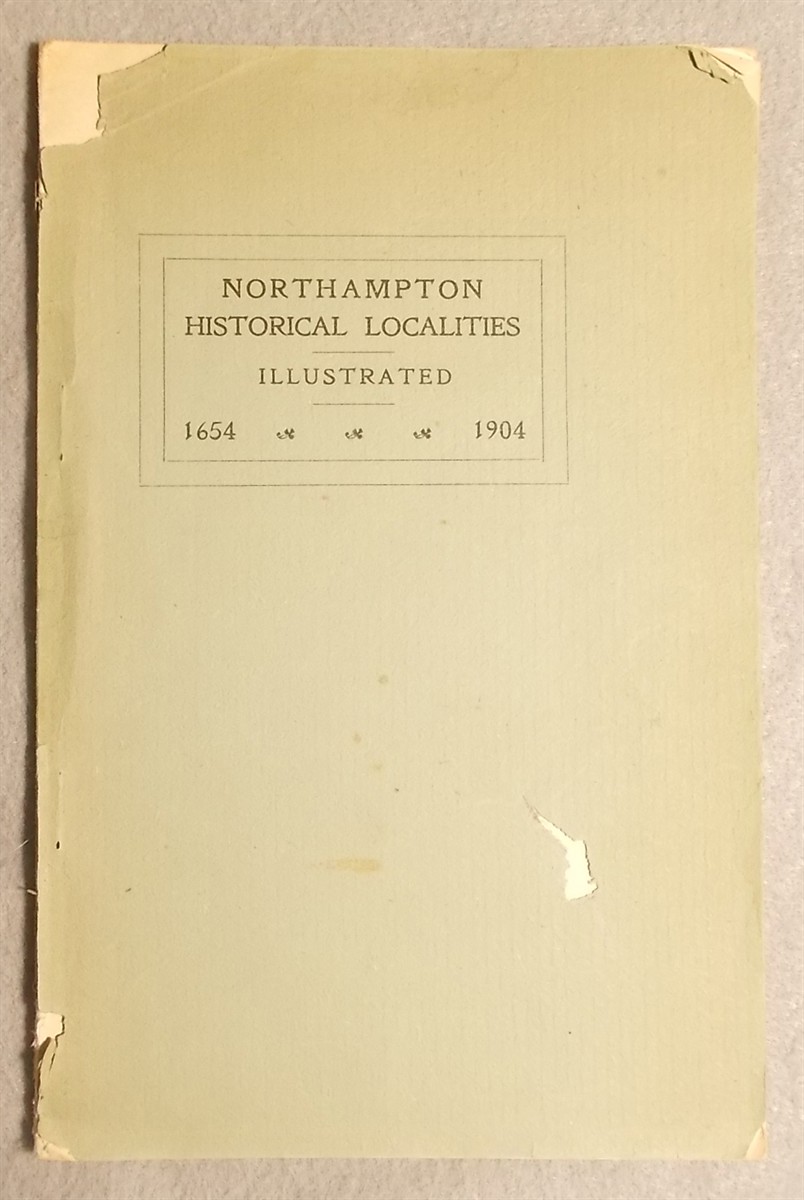 NORTHAMPTON
HISTORICAL LOCALITIES
ILLUSTRATED
1654 1904